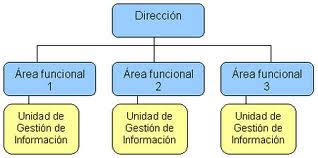 Dirección
Área funcional
1
Área funcional
2
Área funcional
3
Unidad de
Gestión de
Información
Unidad de
Gestión de
Información
Unidad de
Gestión de
Información